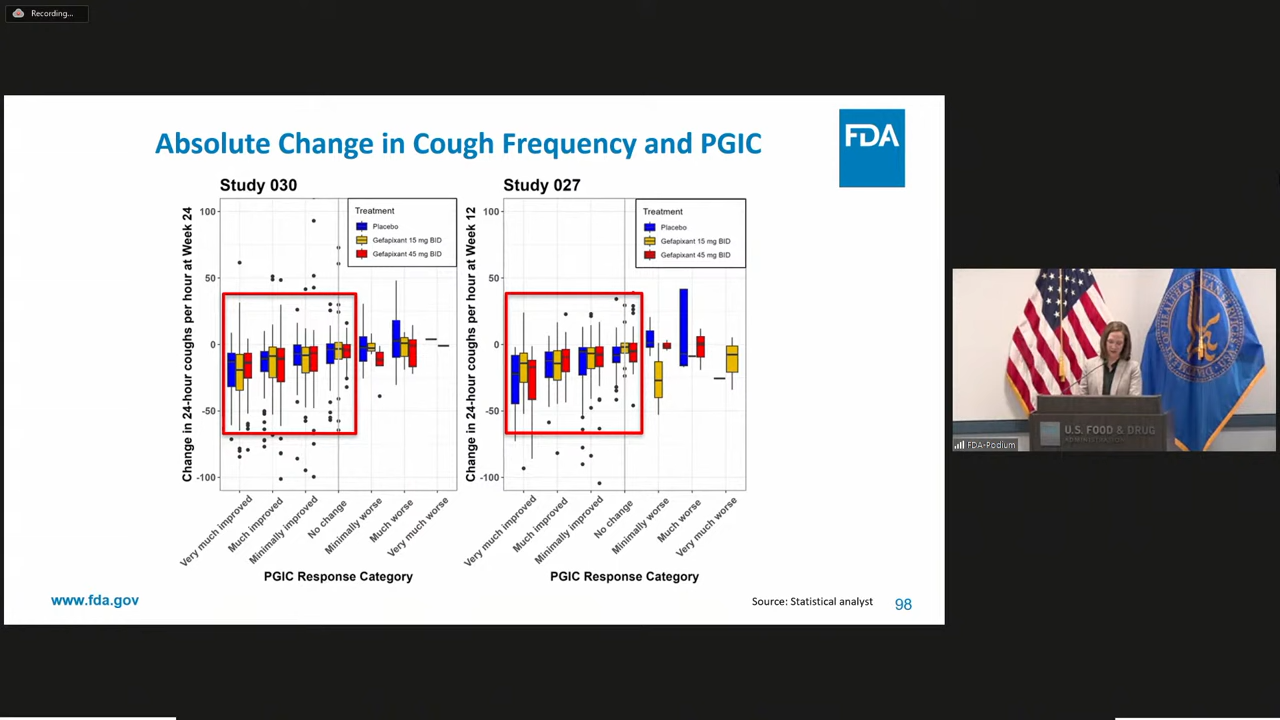 Recording...
Absolute Change in Cough Frequency and PGIC
FDA
Study 030
Change in 24-hour coughs per hour at Week 24
100
50
0
-50
-100
Treatment
Placebo
Gefapixant 15 mg BID
Gefapixant 45 mg BID
Very much improved
Much improved
Minimally improved
No change
Minimally worse
Much worse
Very much worse
PGIC Response Category
Study 027
Change in 24-hour coughs per hour at Week 12
100
50
0
-50
-100
Treatment
Placebo
Gefapixant 15 mg BID
Gefapixant 45 mg BID
Very much improved
Much improved
Minimally improved
No change
Minimally worse
Much worse
Very much worse
PGIC Response Category
www.fda.gov
Source: Statistical analyst
98
U.S. FOOD & DRUG
ADMINISTRATION
FDA-Podium